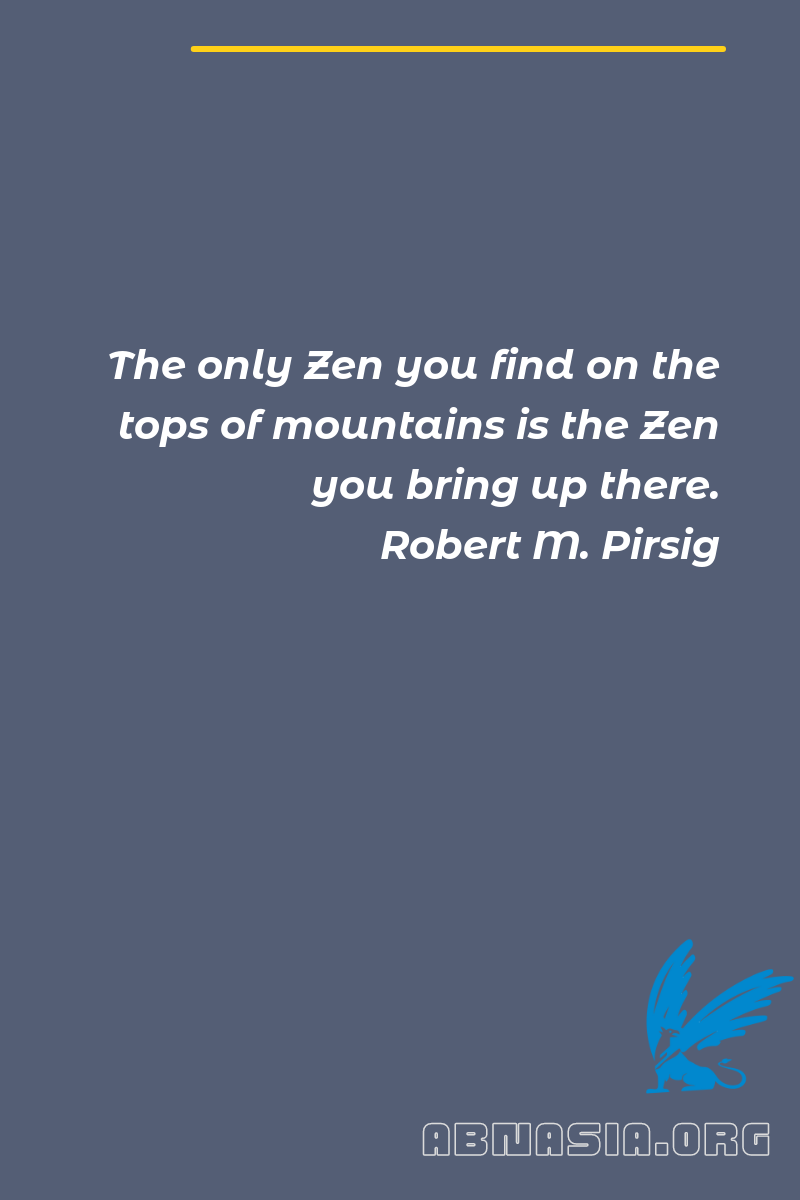 The only Zen you find on the
tops of mountains is the Zen
you bring up there.
Robert M. Pirsig
ABNASIA.ORG